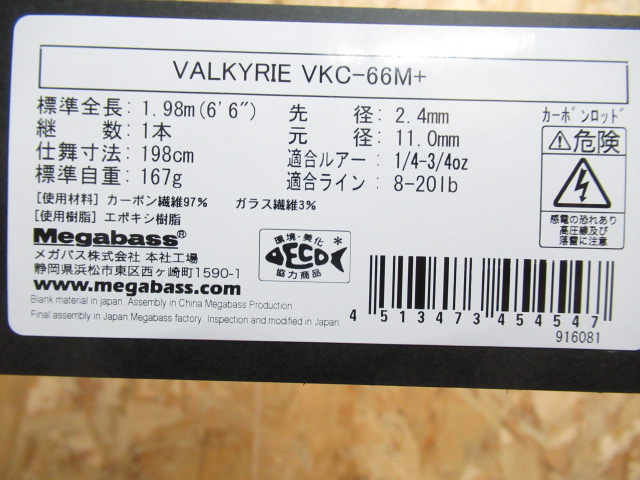 VALKYRIE VKC-66M+
標準全長：1.98m(6'6") 先　径：2.4mm カーボンロッド
継　数：1本 元　径：11.0mm ⚠危険
仕舞寸法：198cm 適合ルアー：1/4-3/4oz
標準自重：167g 適合ライン：8-20lb
[使用材料] カーボン繊維97% ガラス繊維3%
[使用樹脂] エポキシ樹脂
感電の恐れあり
高圧線及び
落雷に注意
Megabass®
メガバス株式会社 本社工場
静岡県浜松市東区西ヶ崎町1590-1
www.megabass.com
環境・美化
ECO
協力商品
Blank material in japan. Assembly in China Megabass Production
Final assembly in Japan Megabass factory. Inspection and modified in Japan.
4 513473 454547
916081